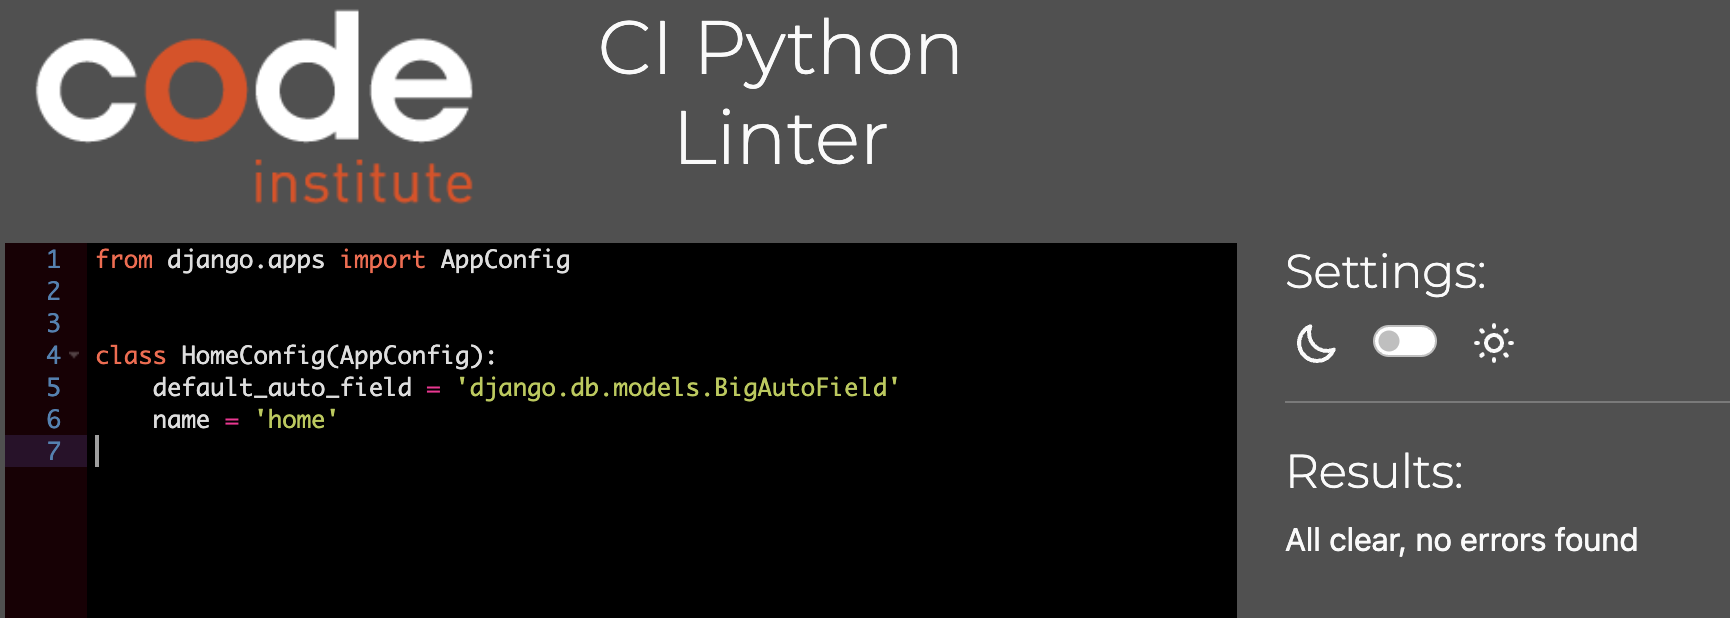 code
institute
CI Python
Linter
1 from django.apps import AppConfig
2
3
4 class HomeConfig(AppConfig):
5     default_auto_field = 'django.db.models.BigAutoField'
6     name = 'home'
7
Settings:
Results:
All clear, no errors found